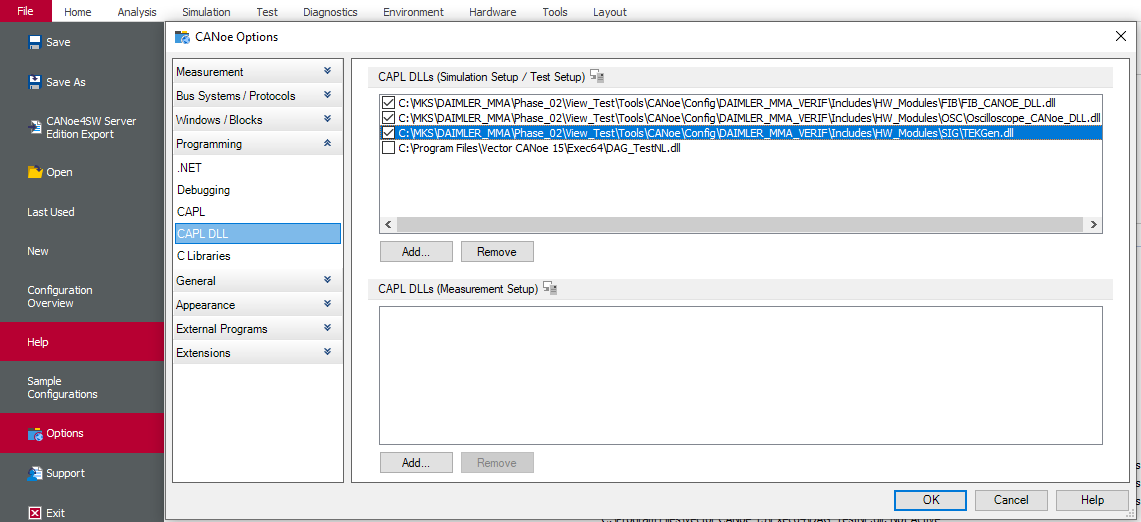 File Home Analysis Simulation Test Diagnostics Environment Hardware Tools Layout
Save
Save As
CANoe4SW Server
Edition Export
Open
Last Used
New
Configuration
Overview
Help
Sample
Configurations
Options
Support
Exit
CANoe Options
Measurement
Bus Systems / Protocols
Windows / Blocks
Programming
.NET
Debugging
CAPL
CAPL DLL
C Libraries
General
Appearance
External Programs
Extensions
CAPL DLLs (Simulation Setup / Test Setup)
C:\MKS\DAIMLER_MMA\Phase_02\View_Test\Tools\CANoe\Config\DAIMLER_MMA_VERIF\Includes\HW_Modules\FIB\FIB_CANOE_DLL.dll
C:\MKS\DAIMLER_MMA\Phase_02\View_Test\Tools\CANoe\Config\DAIMLER_MMA_VERIF\Includes\HW_Modules\OSC\Oscilloscope_CANoe_DLL.dll
C:\MKS\DAIMLER_MMA\Phase_02\View_Test\Tools\CANoe\Config\DAIMLER_MMA_VERIF\Includes\HW_Modules\SIG\TEKGen.dll
C:\Program Files\Vector CANoe 15\Exec64\DAG_TestNL.dll
Add... Remove
CAPL DLLs (Measurement Setup)
Add... Remove
OK Cancel Help